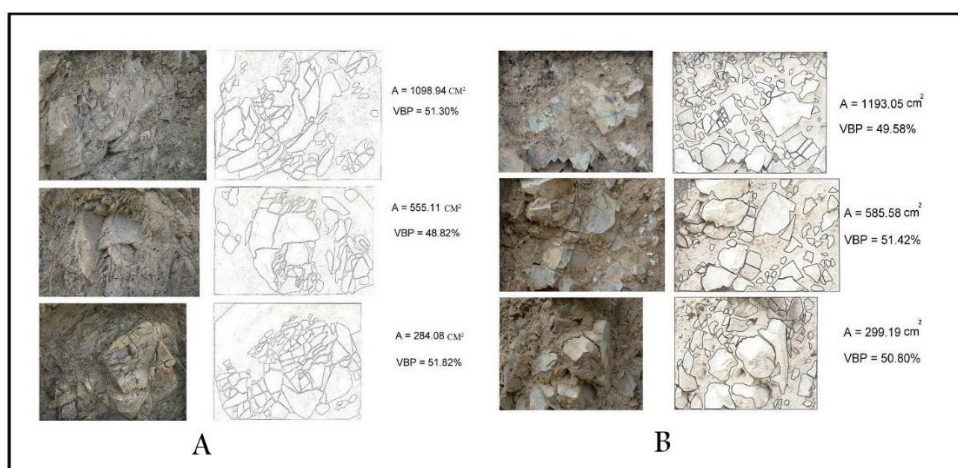 A = 1098.94 CM²
VBP = 51.30%
A = 555.11 CM²
VBP = 48.82%
A = 284.08 CM²
VBP = 51.82%
A
A = 1193.05 cm²
VBP = 49.58%
A = 585.58 cm²
VBP = 51.42%
A = 299.19 cm²
VBP = 50.80%
B